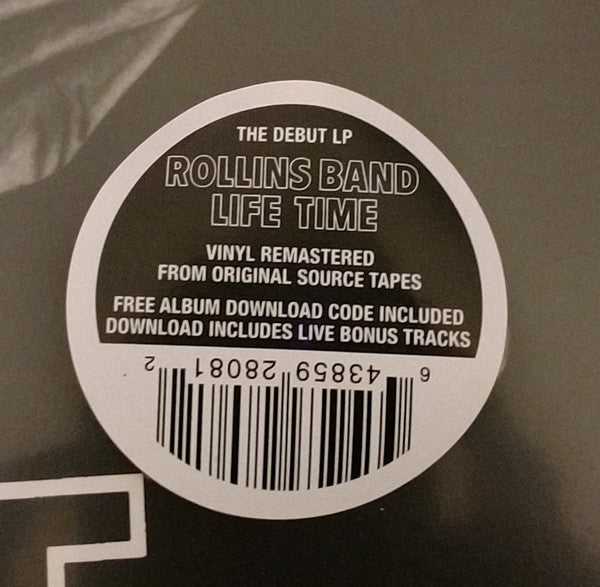 THE DEBUT LP
ROLLINS BAND
LIFE TIME
VINYL REMASTERED
FROM ORIGINAL SOURCE TAPES
FREE ALBUM DOWNLOAD CODE INCLUDED
DOWNLOAD INCLUDES LIVE BONUS TRACKS
6 43859 28081 2